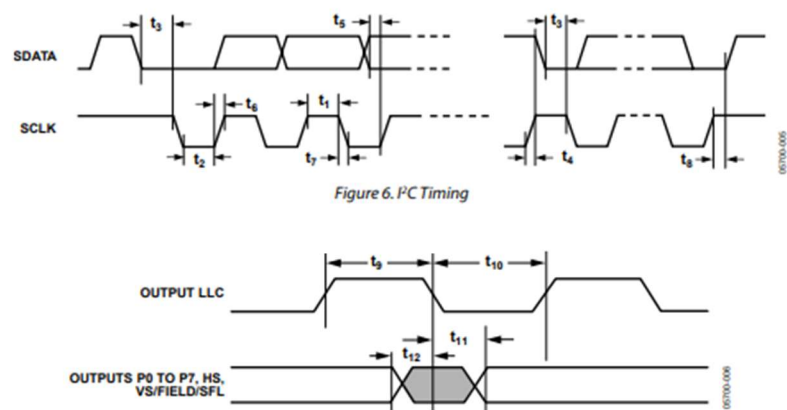 t3
t5
t3
SDATA
t6
t1
SCLK
t2
t7
t4
t8
05700-005
Figure 6. I²C Timing
t9
t10
OUTPUT LLC
t11
t12
OUTPUTS P0 TO P7, HS,
VS/FIELD/SFL
05700-006